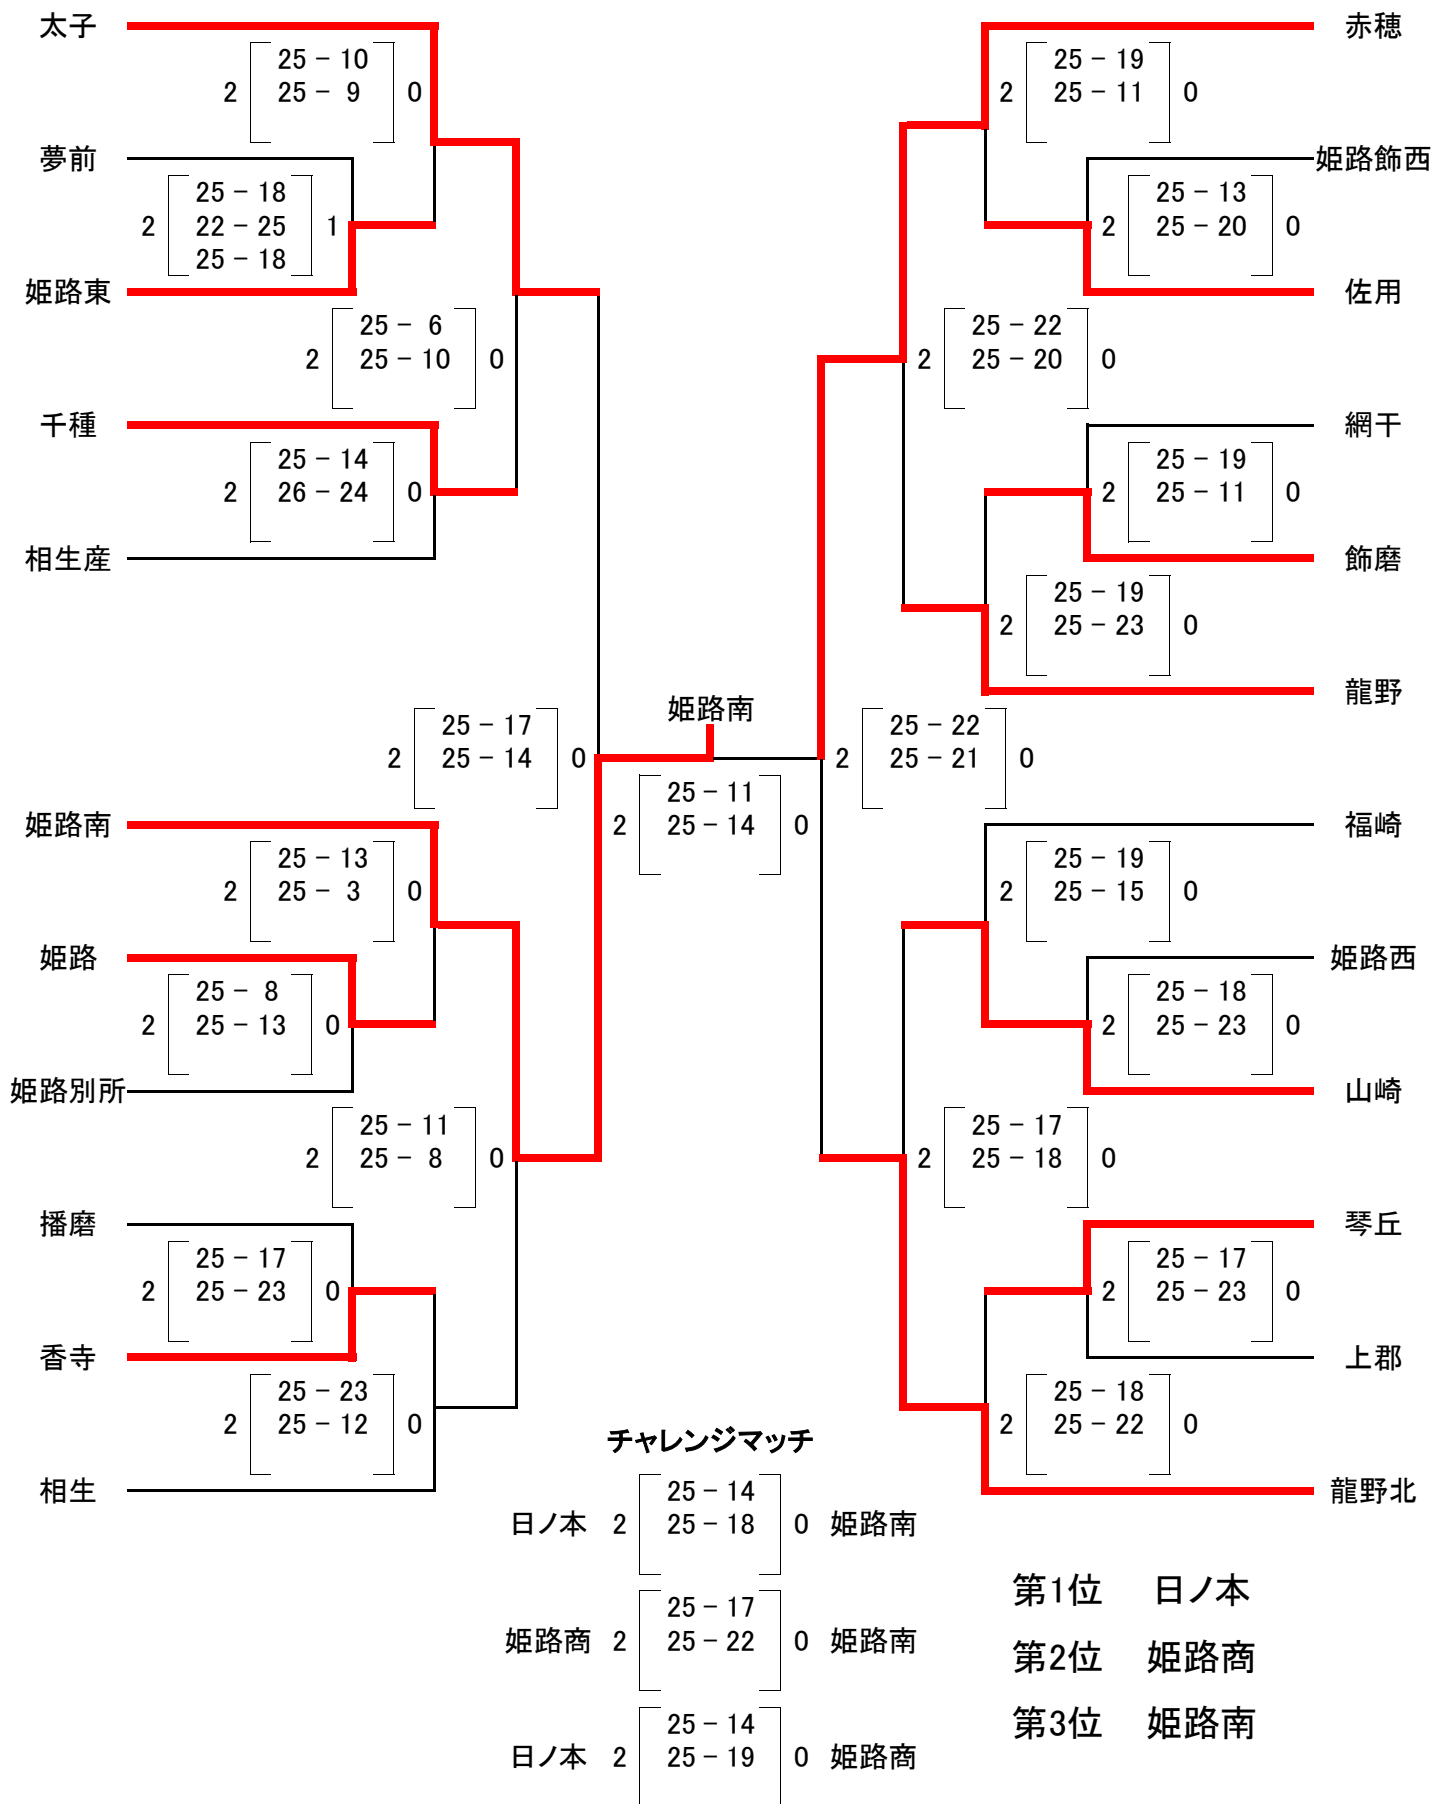 太子
25 − 10
2 25 − 9 0
夢前
25 − 18
2 22 − 25 1
25 − 18
姫路東
25 − 6
2 25 − 10 0
千種
25 − 14
2 26 − 24 0
相生産
25 − 17
2 25 − 14 0
姫路南
25 − 13
2 25 − 3 0
姫路
25 − 8
2 25 − 13 0
姫路別所
25 − 11
2 25 − 8 0
播磨
25 − 17
2 25 − 23 0
香寺
25 − 23
2 25 − 12 0
相生
姫路南
25 − 11
2 25 − 14 0
赤穂
25 − 19
2 25 − 11 0
姫路飾西
25 − 13
2 25 − 20 0
佐用
25 − 22
2 25 − 20 0
網干
25 − 19
2 25 − 11 0
飾磨
25 − 19
2 25 − 23 0
龍野
25 − 22
2 25 − 21 0
福崎
25 − 19
2 25 − 15 0
姫路西
25 − 18
2 25 − 23 0
山崎
25 − 17
2 25 − 18 0
琴丘
25 − 17
2 25 − 23 0
上郡
25 − 18
2 25 − 22 0
龍野北
チャレンジマッチ
25 − 14
日ノ本 2 25 − 18 0 姫路南
25 − 17
姫路商 2 25 − 22 0 姫路南
25 − 14
日ノ本 2 25 − 19 0 姫路商
第1位 日ノ本
第2位 姫路商
第3位 姫路南